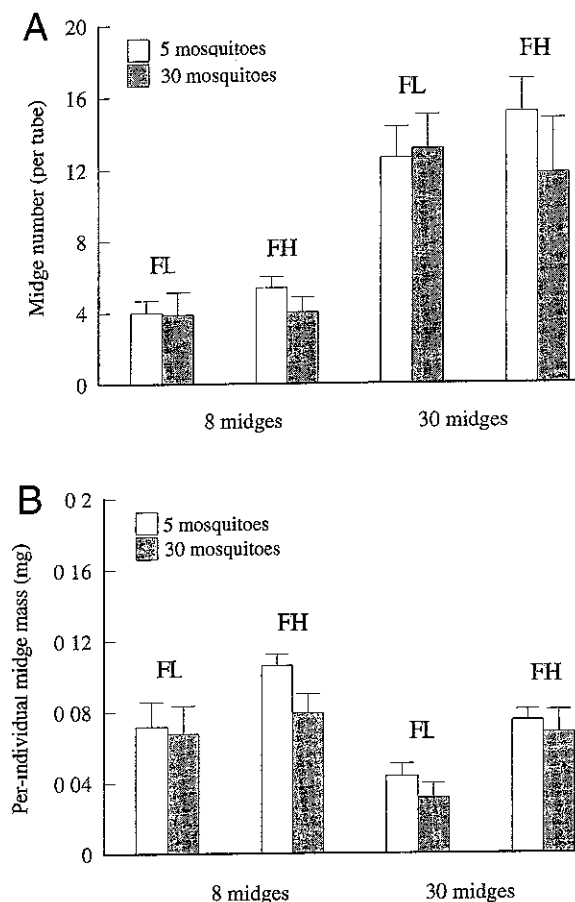 A
20
16
12
8
4
0
Midge number (per tube)
5 mosquitoes
30 mosquitoes
FL
FH
FL
FH
8 midges
30 midges
B
0 2
0 16
0 12
0 08
0 04
0
Per-individual midge mass (mg)
5 mosquitoes
30 mosquitoes
FL
FH
FL
FH
8 midges
30 midges